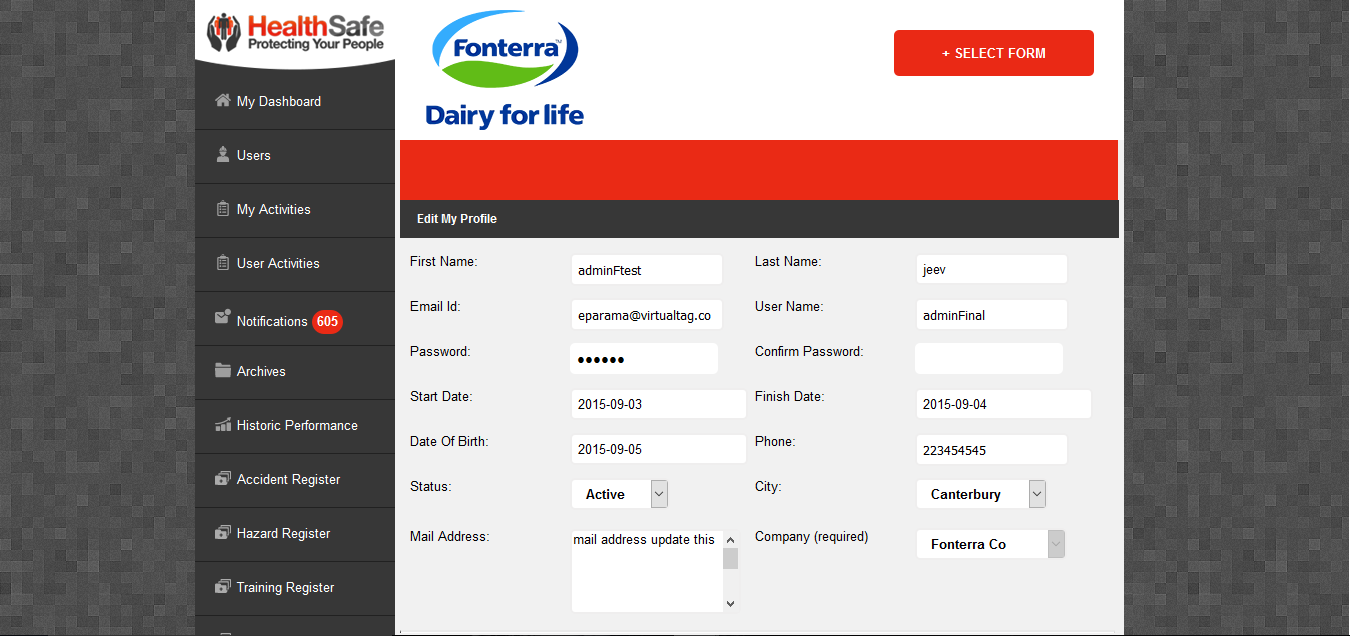 HealthSafe
Protecting Your People
My Dashboard
Users
My Activities
User Activities
Notifications 605
Archives
Historic Performance
Accident Register
Hazard Register
Training Register
Fonterra™
Dairy for life
+ SELECT FORM
Edit My Profile
First Name: adminFtest Last Name: jeev
Email Id: eparama@virtualtag.co User Name: adminFinal
Password: •••••• Confirm Password:
Start Date: 2015-09-03 Finish Date: 2015-09-04
Date Of Birth: 2015-09-05 Phone: 223454545
Status: Active City: Canterbury
Mail Address: mail address update this Company (required) Fonterra Co